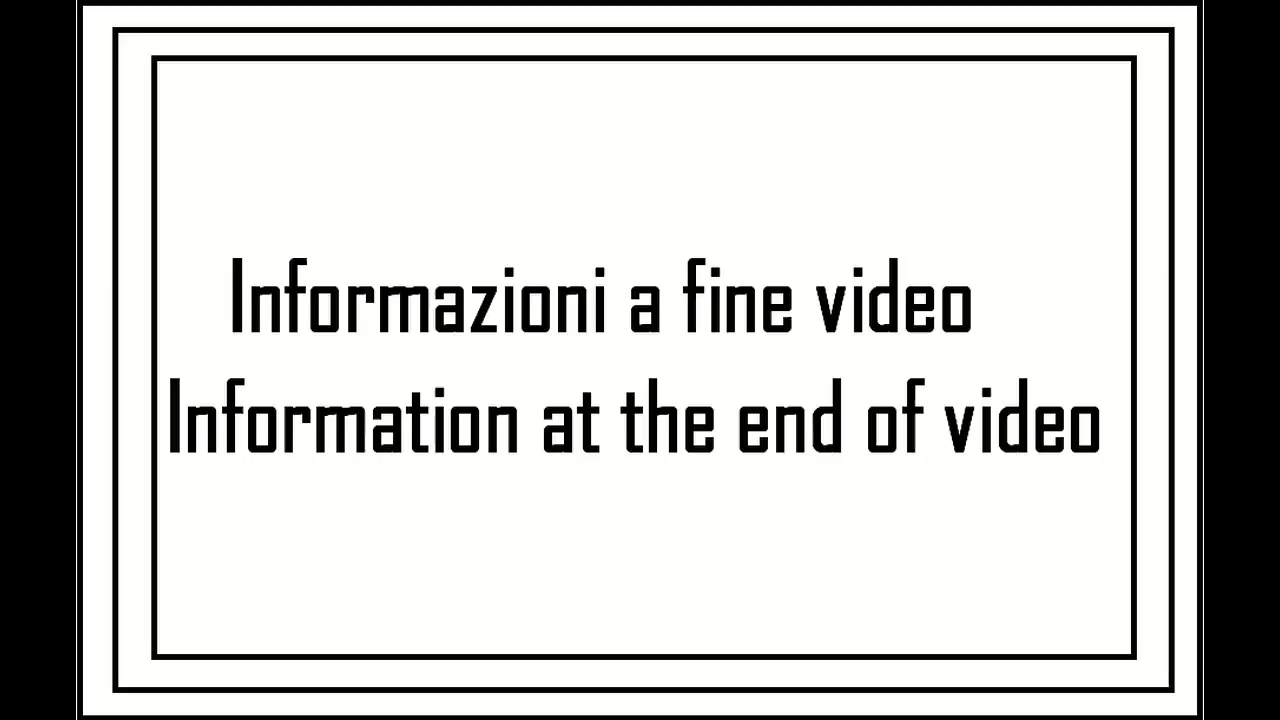 Informazioni a fine video
Information at the end of video